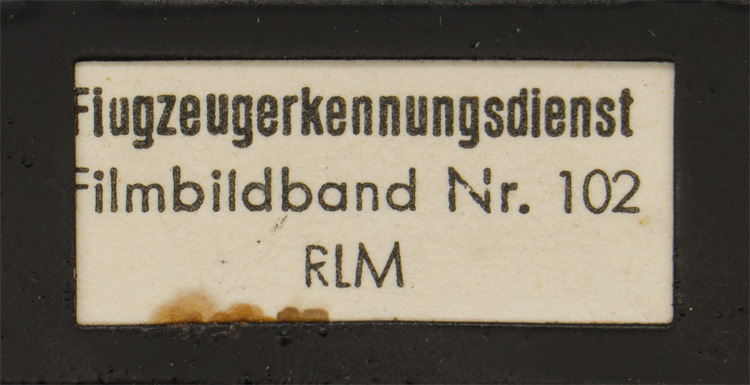 Flugzeugerkennungsdienst
Filmbildband Nr. 102
RLM